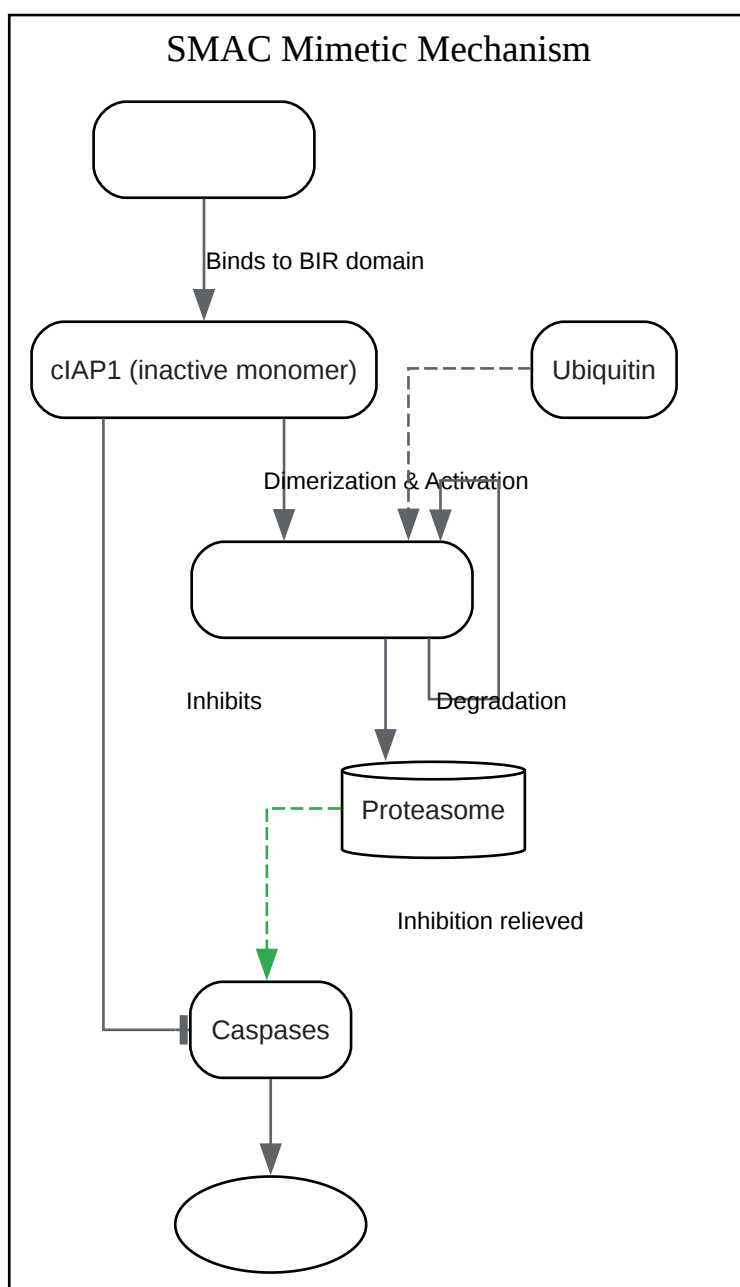 SMAC Mimetic Mechanism
Binds to BIR domain
cIAP1 (inactive monomer)
Ubiquitin
Dimerization & Activation
Inhibits
Degradation
Proteasome
Inhibition relieved
Caspases